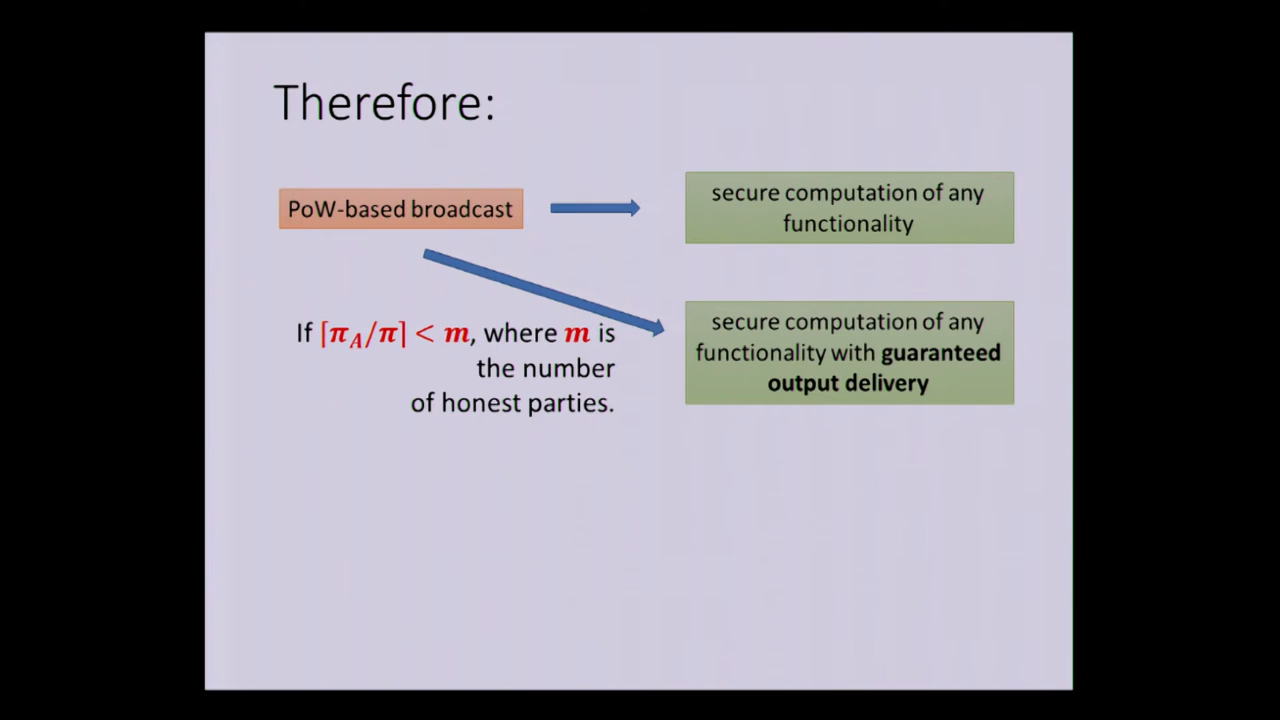 Therefore:
PoW-based broadcast
secure computation of any
functionality
If ⌈π_A/π⌉ < m, where m is
the number
of honest parties.
secure computation of any
functionality with guaranteed
output delivery